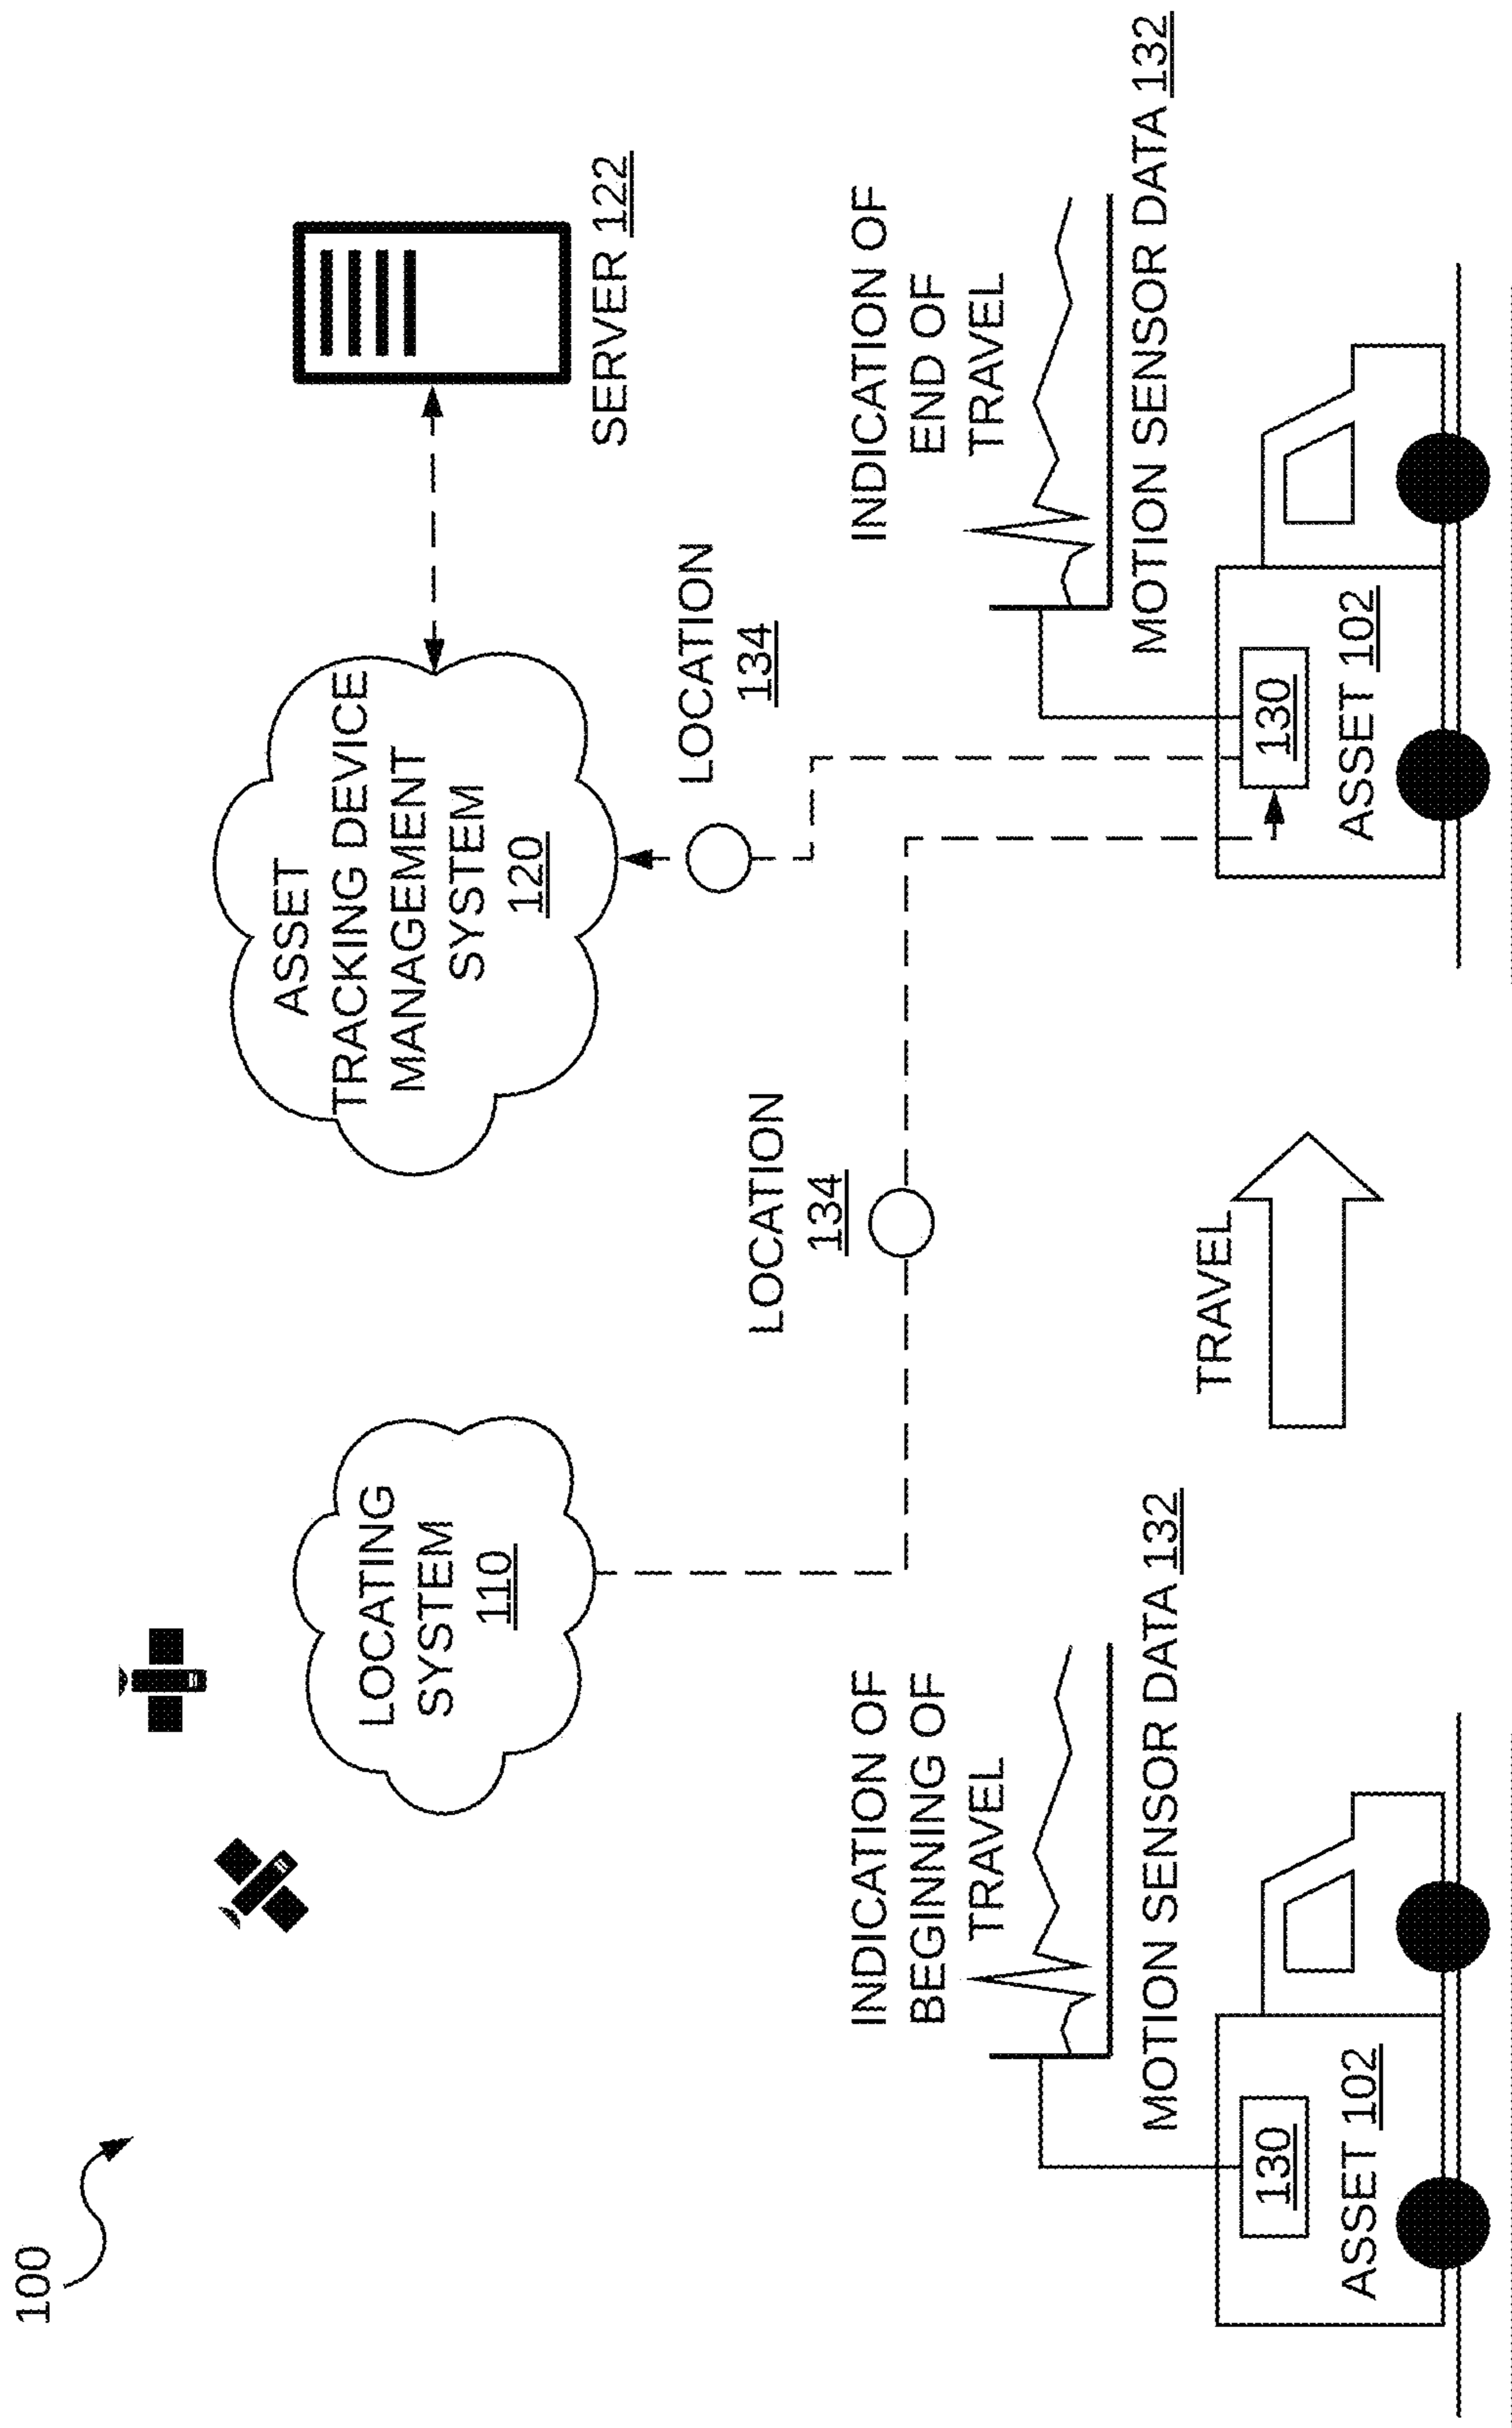 100
LOCATING
SYSTEM
110
ASSET
TRACKING DEVICE
MANAGEMENT
SYSTEM
120
SERVER 122
LOCATION
134
LOCATION
134
INDICATION OF
BEGINNING OF
TRAVEL
MOTION SENSOR DATA 132
130
ASSET 102
TRAVEL
INDICATION OF
END OF
TRAVEL
MOTION SENSOR DATA 132
130
ASSET 102